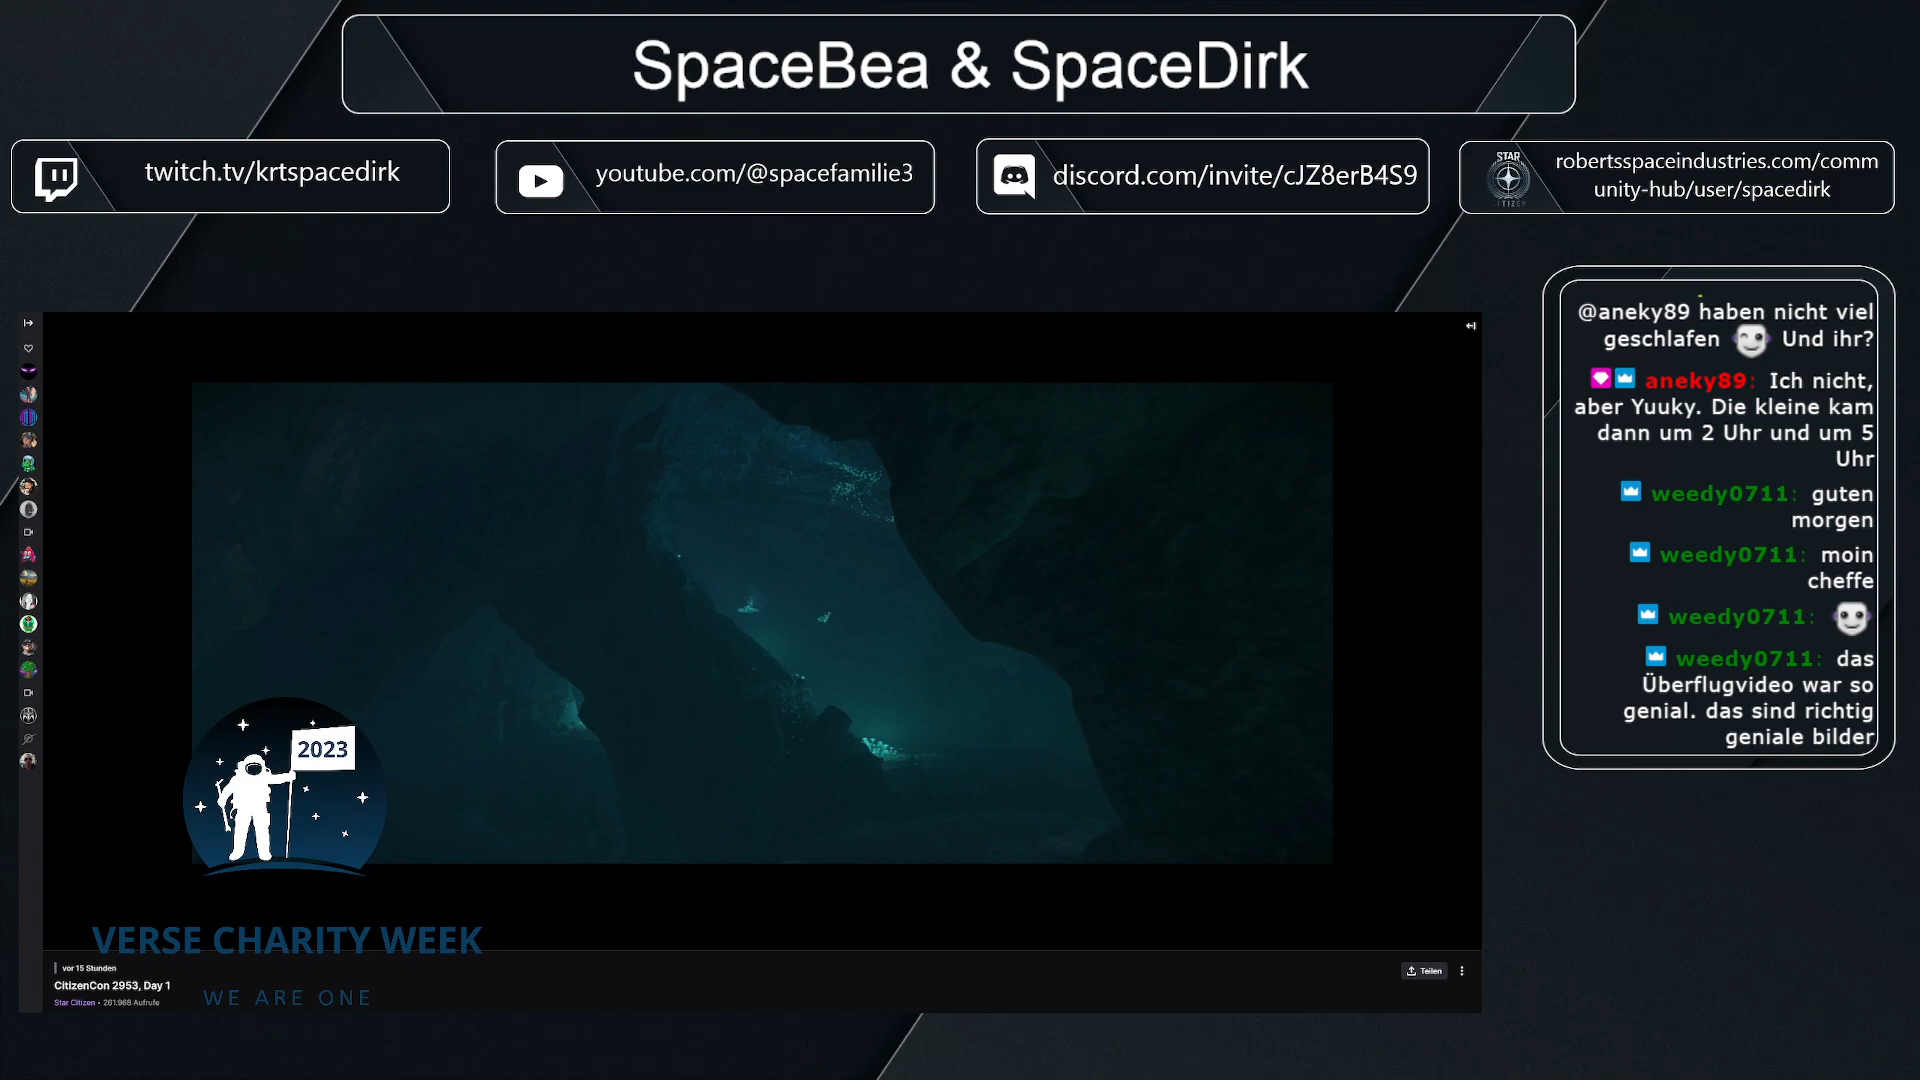 SpaceBea & SpaceDirk
twitch.tv/krtspacedirk
youtube.com/@spacefamilie3
discord.com/invite/cJZ8erB4S9
STAR
CITIZEN
robertsspaceindustries.com/comm
unity-hub/user/spacedirk
@aneky89 haben nicht viel
geschlafen Und ihr?
aneky89: Ich nicht,
aber Yuuky. Die kleine kam
dann um 2 Uhr und um 5
Uhr
weedy0711: guten
morgen
weedy0711: moin
cheffe
weedy0711:
weedy0711: das
Überflugvideo war so
genial. das sind richtig
geniale bilder
2023
VERSE CHARITY WEEK
WE ARE ONE
vor 15 Stunden
CitizenCon 2953, Day 1
Star Citizen • 261.968 Aufrufe
Teilen